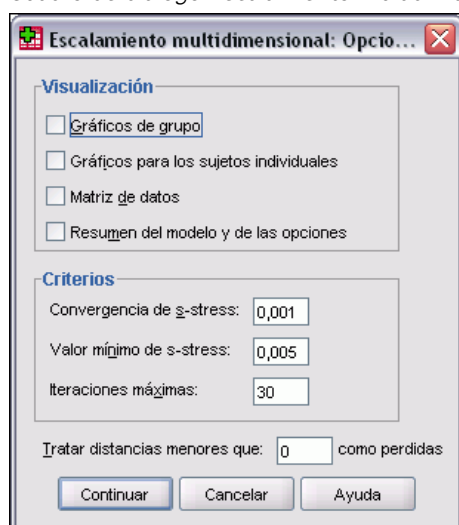 Escalamiento multidimensional: Opcio...
Visualización
Gráficos de grupo
Gráficos para los sujetos individuales
Matriz de datos
Resumen del modelo y de las opciones
Criterios
Convergencia de s-stress: 0,001
Valor mínimo de s-stress: 0,005
Iteraciones máximas: 30
Tratar distancias menores que: 0 como perdidas
Continuar Cancelar Ayuda